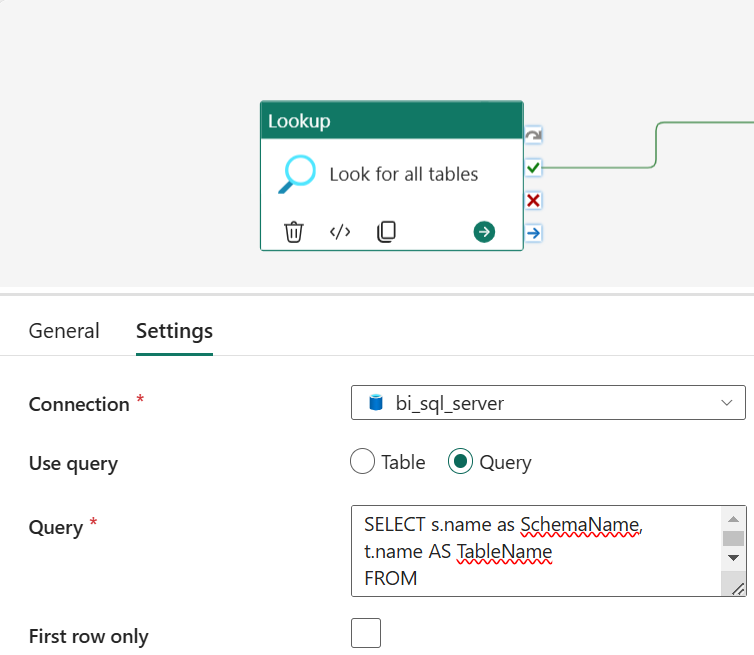 Lookup
Look for all tables
General Settings
Connection *
bi_sql_server
Use query
Table Query
Query *
SELECT s.name as SchemaName,
t.name AS TableName
FROM
First row only